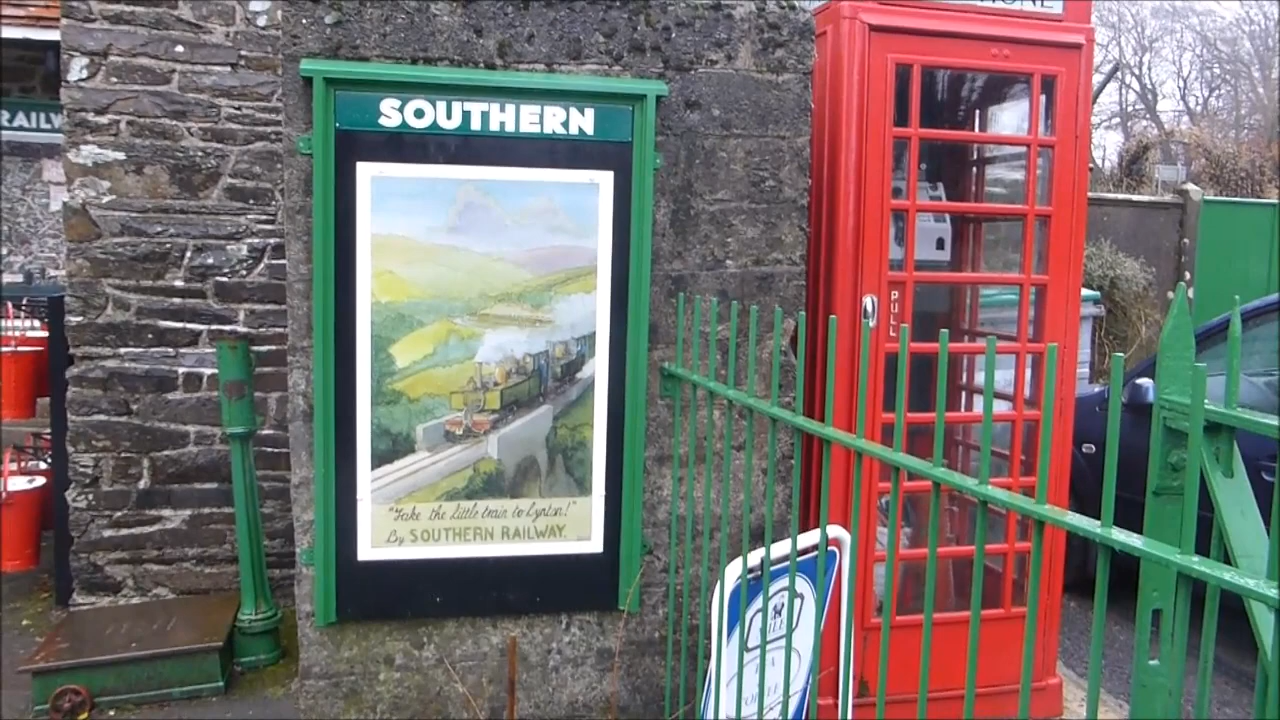 RAILW
SOUTHERN
"Take the little train to Lynton!"
By SOUTHERN RAILWAY.
PULL